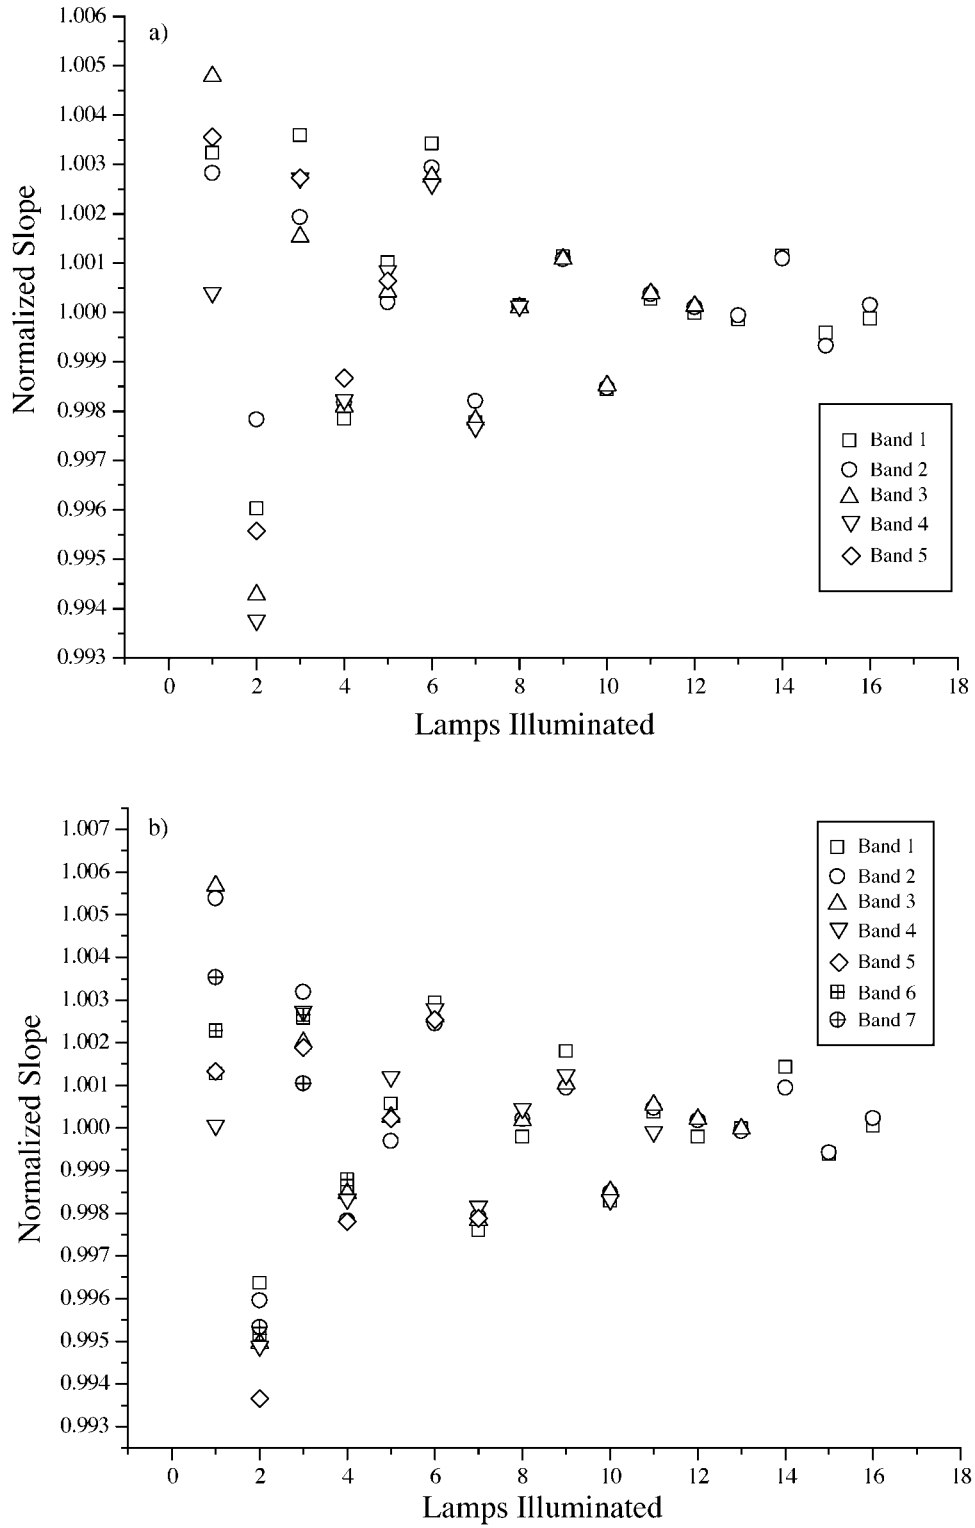 a)
1.006
1.005
1.004
1.003
1.002
1.001
1.000
0.999
0.998
0.997
0.996
0.995
0.994
0.993
Normalized Slope
0 2 4 6 8 10 12 14 16 18
Lamps Illuminated
Band 1
Band 2
Band 3
Band 4
Band 5
b)
1.007
1.006
1.005
1.004
1.003
1.002
1.001
1.000
0.999
0.998
0.997
0.996
0.995
0.994
0.993
Normalized Slope
0 2 4 6 8 10 12 14 16 18
Lamps Illuminated
Band 1
Band 2
Band 3
Band 4
Band 5
Band 6
Band 7